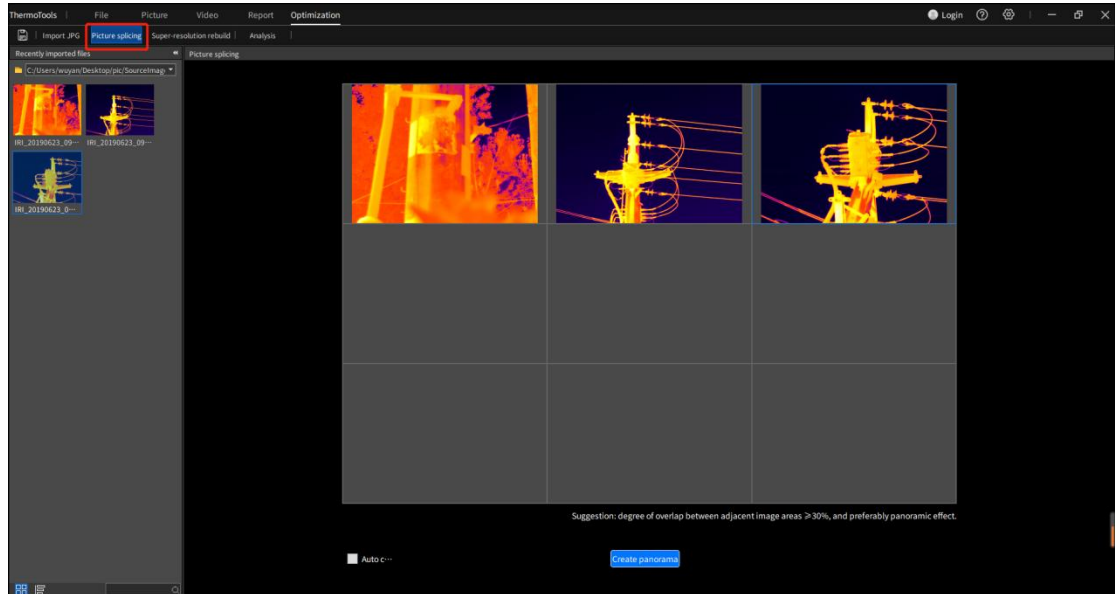 ThermoTools File Picture Video Report Optimization Login
Import JPG Picture splicing Super-resolution rebuild Analysis
Recently imported files Picture splicing
C:/Users/wuyan/Desktop/pic/SourceImag
IRI_20190623_09··· IRI_20190623_09···
IRI_20190623_0···
Suggestion: degree of overlap between adjacent image areas ⩾30%, and preferably panoramic effect.
Auto c··· Create panorama